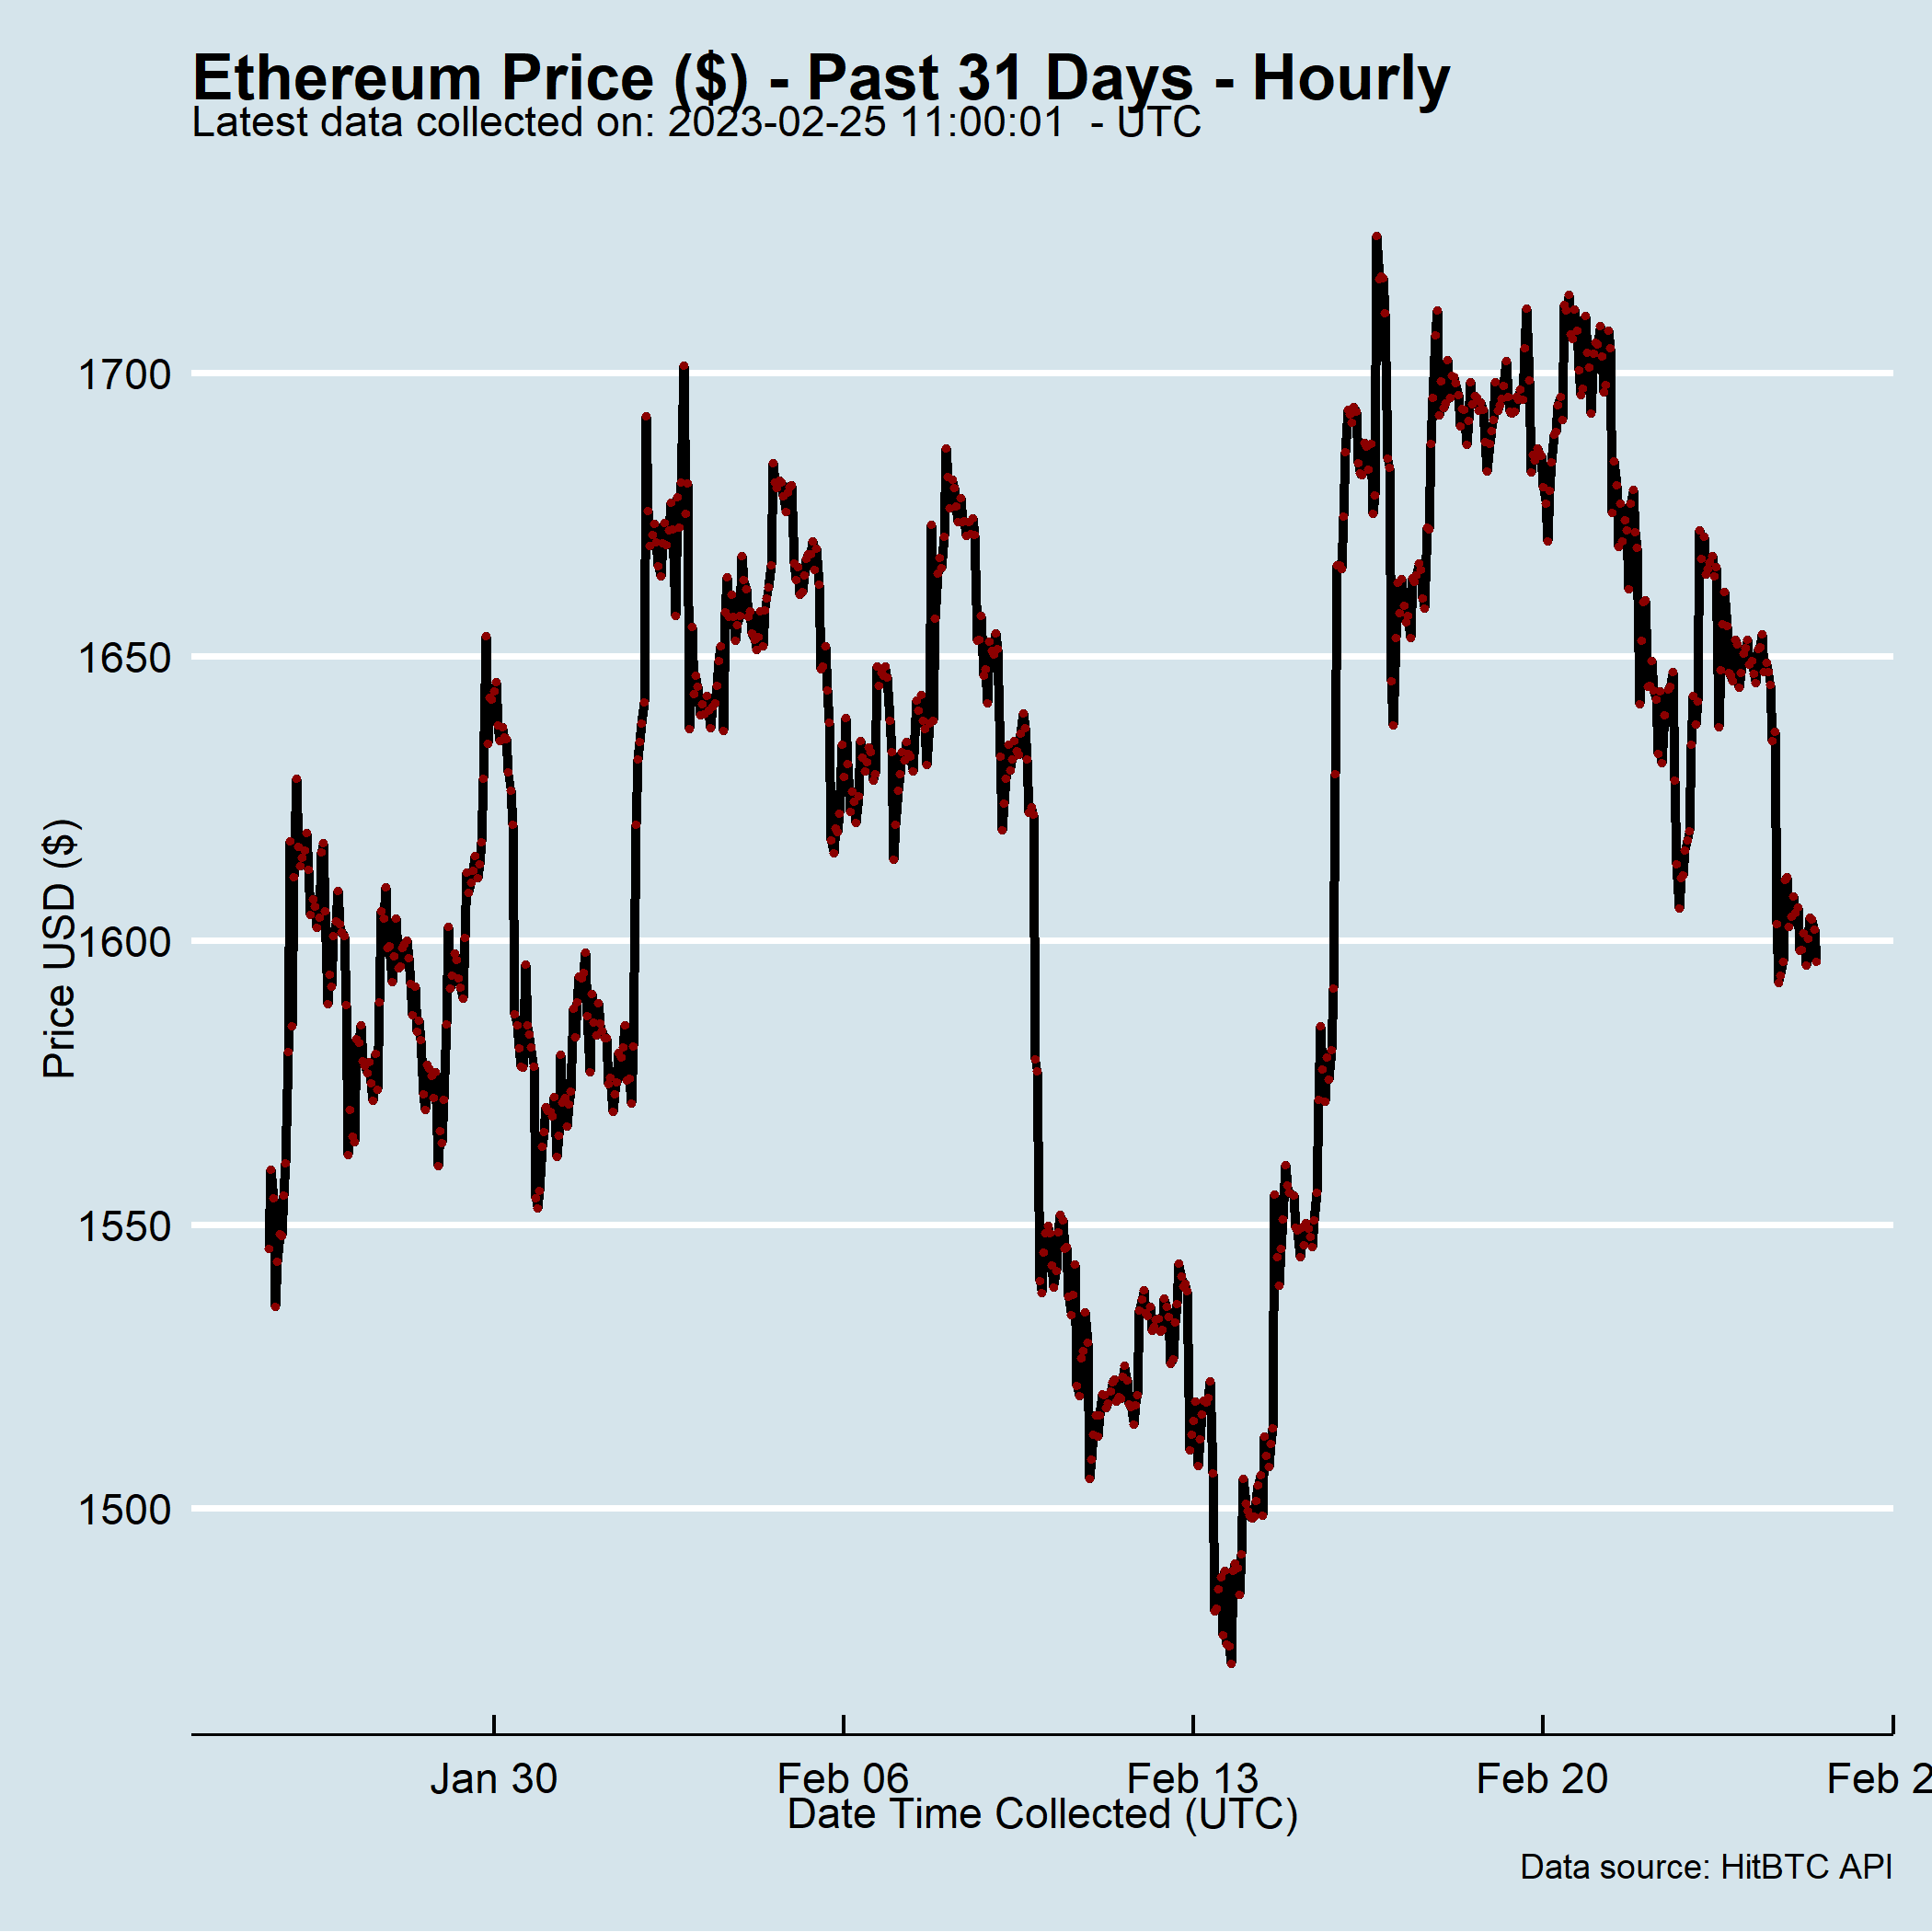 Ethereum Price ($) - Past 31 Days - Hourly
Latest data collected on: 2023-02-25 11:00:01  - UTC
Price USD ($)
1700
1650
1600
1550
1500
Jan 30 Feb 06 Feb 13 Feb 20 Feb 2
Date Time Collected (UTC)
Data source: HitBTC API